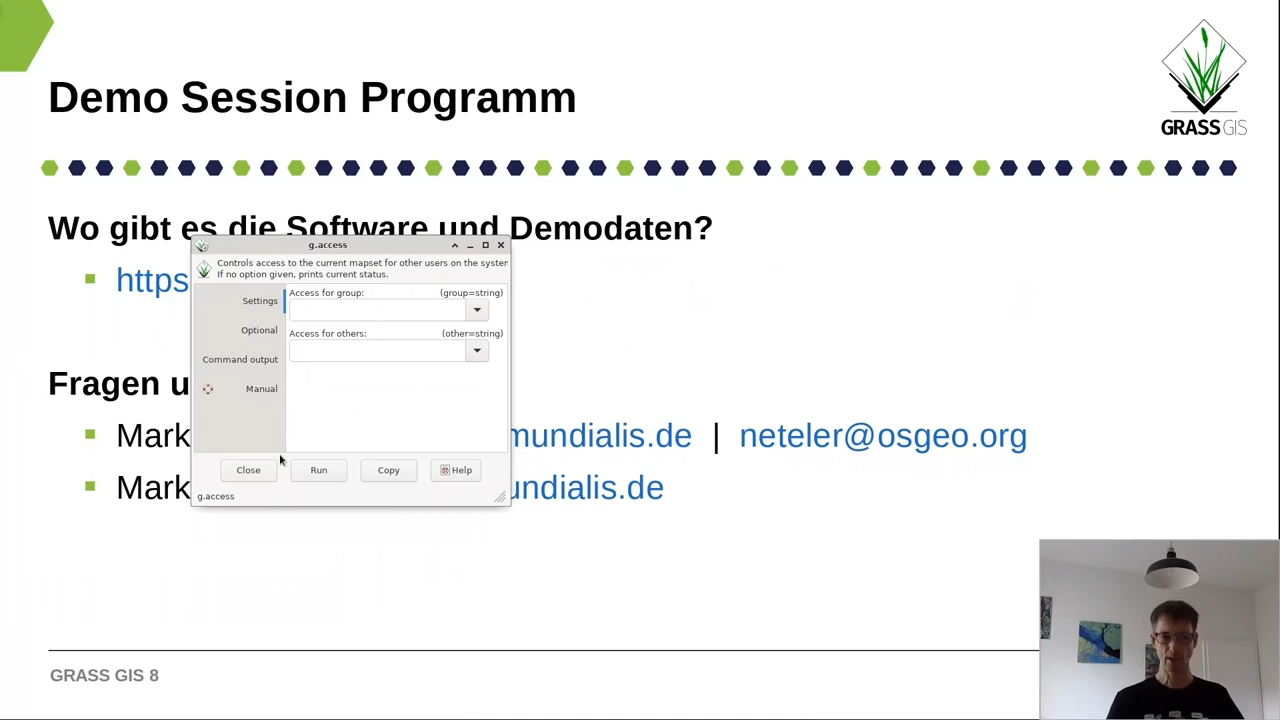 Demo Session Programm
GRASS GIS
Wo gibt es die Software und Demodaten?
https
g.access
Controls access to the current mapset for other users on the syster
If no option given, prints current status.
Settings
Optional
Command output
Manual
Access for group: (group=string)
Access for others: (other=string)
Close Run Copy Help
g.access
Fragen u
Mark mundialis.de | neteler@osgeo.org
Mark undialis.de
GRASS GIS 8